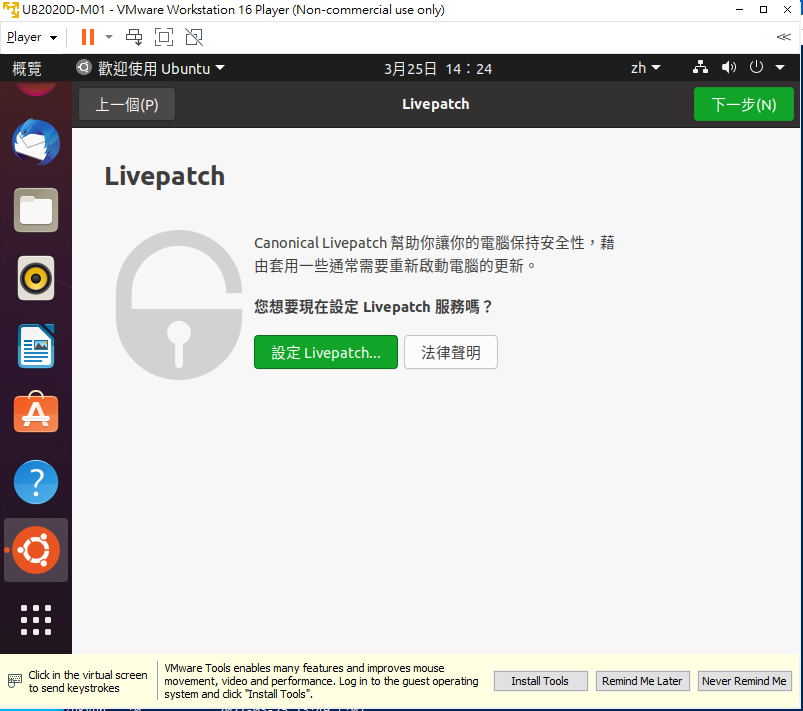 UB2020D-M01 - VMware Workstation 16 Player (Non-commercial use only)
Player
概覽 歡迎使用 Ubuntu 3月25日 14：24 zh
上一個(P) Livepatch 下一步(N)
Livepatch
Canonical Livepatch 幫助你讓你的電腦保持安全性，藉
由套用一些通常需要重新啟動電腦的更新。
您想要現在設定 Livepatch 服務嗎？
設定 Livepatch... 法律聲明
Click in the virtual screen
to send keystrokes
VMware Tools enables many features and improves mouse
movement, video and performance. Log in to the guest operating
system and click "Install Tools".
Install Tools Remind Me Later Never Remind Me